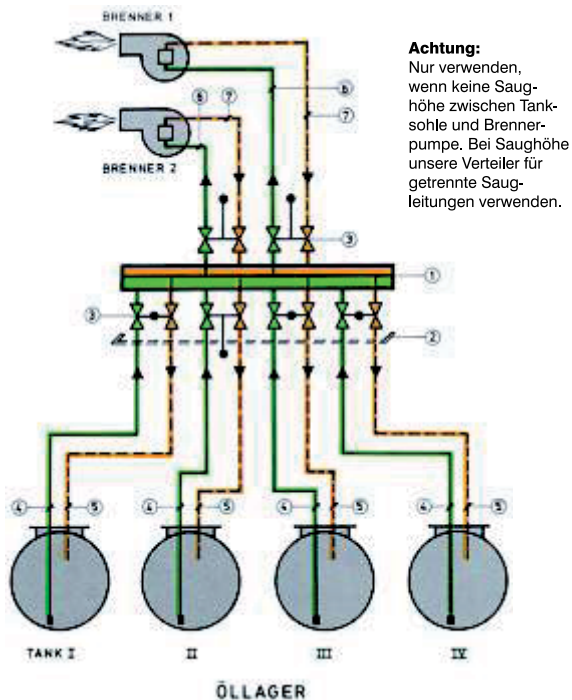 BRENNER 1
Achtung:
Nur verwenden,
wenn keine Saug-
höhe zwischen Tank-
sohle und Brenner-
pumpe. Bei Saughöhe
unsere Verteiler für
getrennte Saug-
leitungen verwenden.
6
7
6 7
BRENNER 2
3
1
3
2
4 5 4 5 4 5 4 5
TANK I II III IV
ÖLLAGER